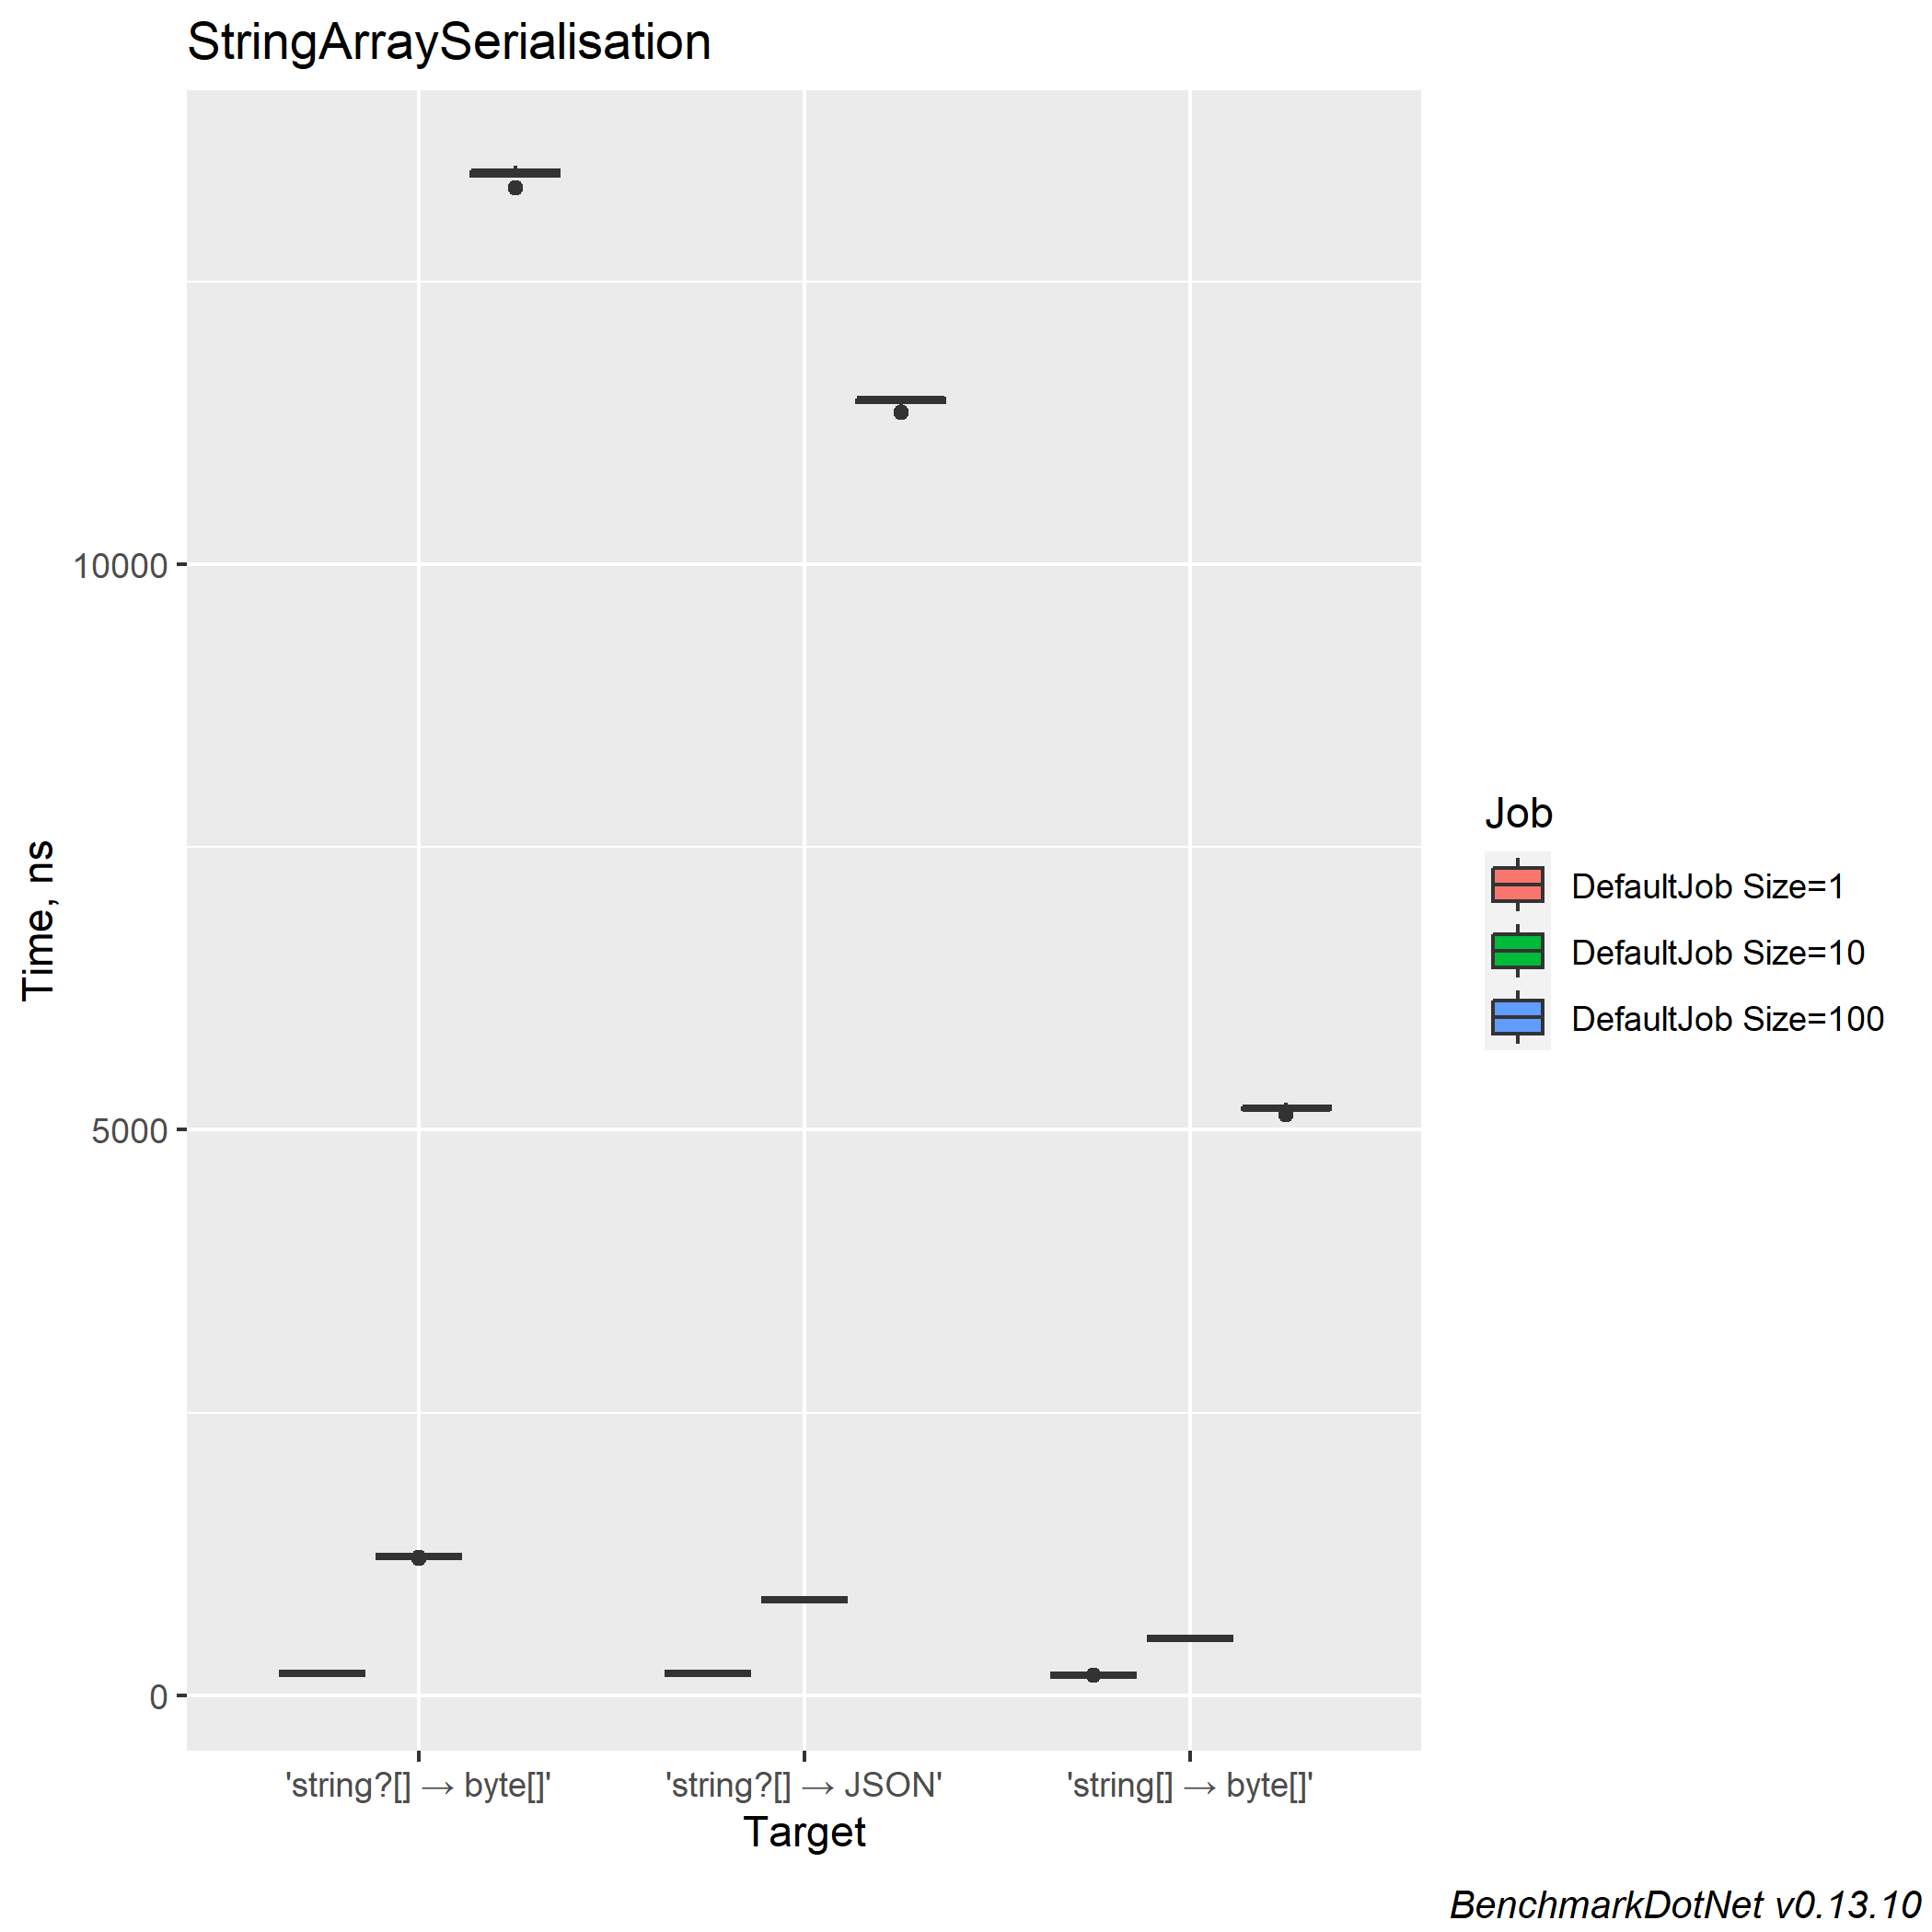 StringArraySerialisation
Time, ns
10000
5000
0
'string?[] → byte[]'
'string?[] → JSON'
'string[] → byte[]'
Target
Job
DefaultJob Size=1
DefaultJob Size=10
DefaultJob Size=100
BenchmarkDotNet v0.13.10